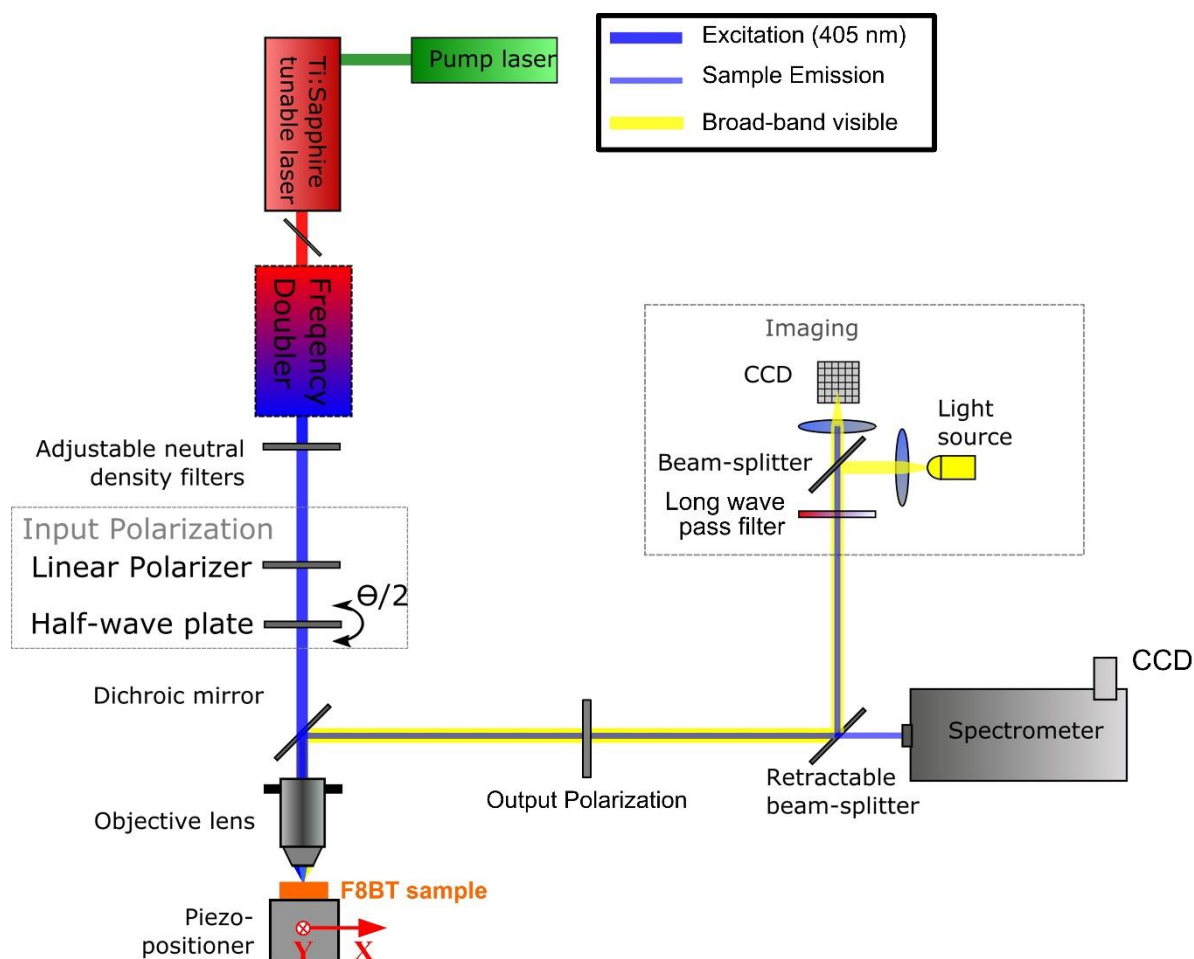 Ti:Sapphire
tunable laser
Pump laser
Excitation (405 nm)
Sample Emission
Broad-band visible
Freqency
Doubler
Adjustable neutral
density filters
Input Polarization
Linear Polarizer
Half-wave plate
Θ/2
Dichroic mirror
Objective lens
F8BT sample
Piezo-
positioner
Y
X
Output Polarization
Imaging
CCD
Light
source
Beam-splitter
Long wave
pass filter
CCD
Spectrometer
Retractable
beam-splitter